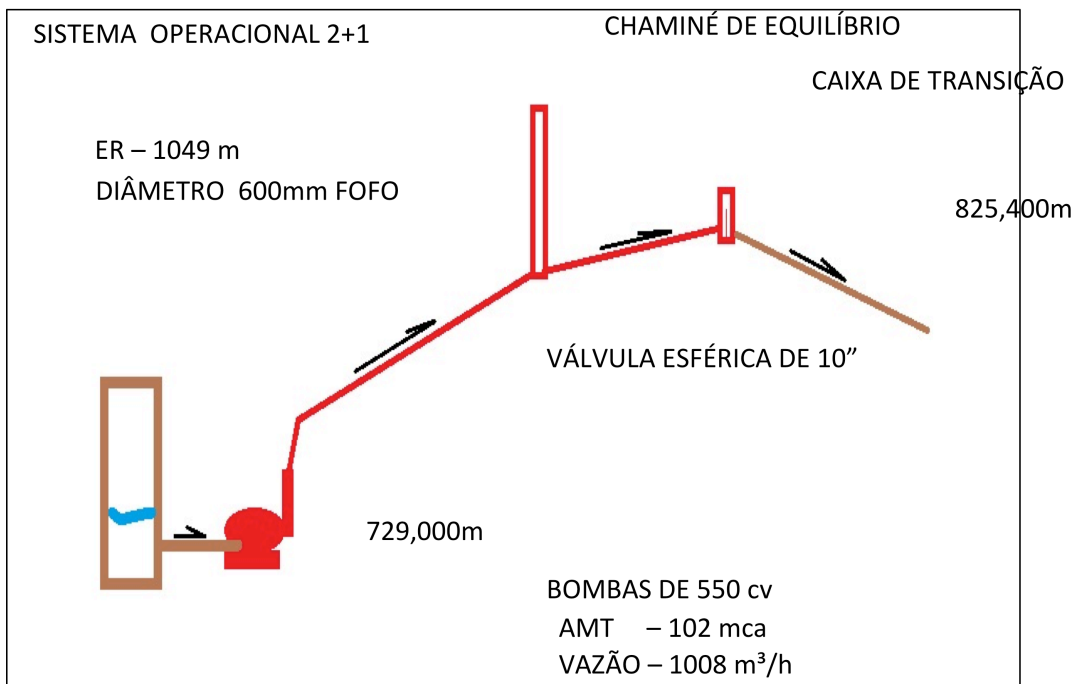 SISTEMA OPERACIONAL 2+1
CHAMINÉ DE EQUILÍBRIO
CAIXA DE TRANSIÇÃO
ER – 1049 m
DIÂMETRO 600mm FOFO
825,400m
VÁLVULA ESFÉRICA DE 10”
729,000m
BOMBAS DE 550 cv
AMT – 102 mca
VAZÃO – 1008 m³/h